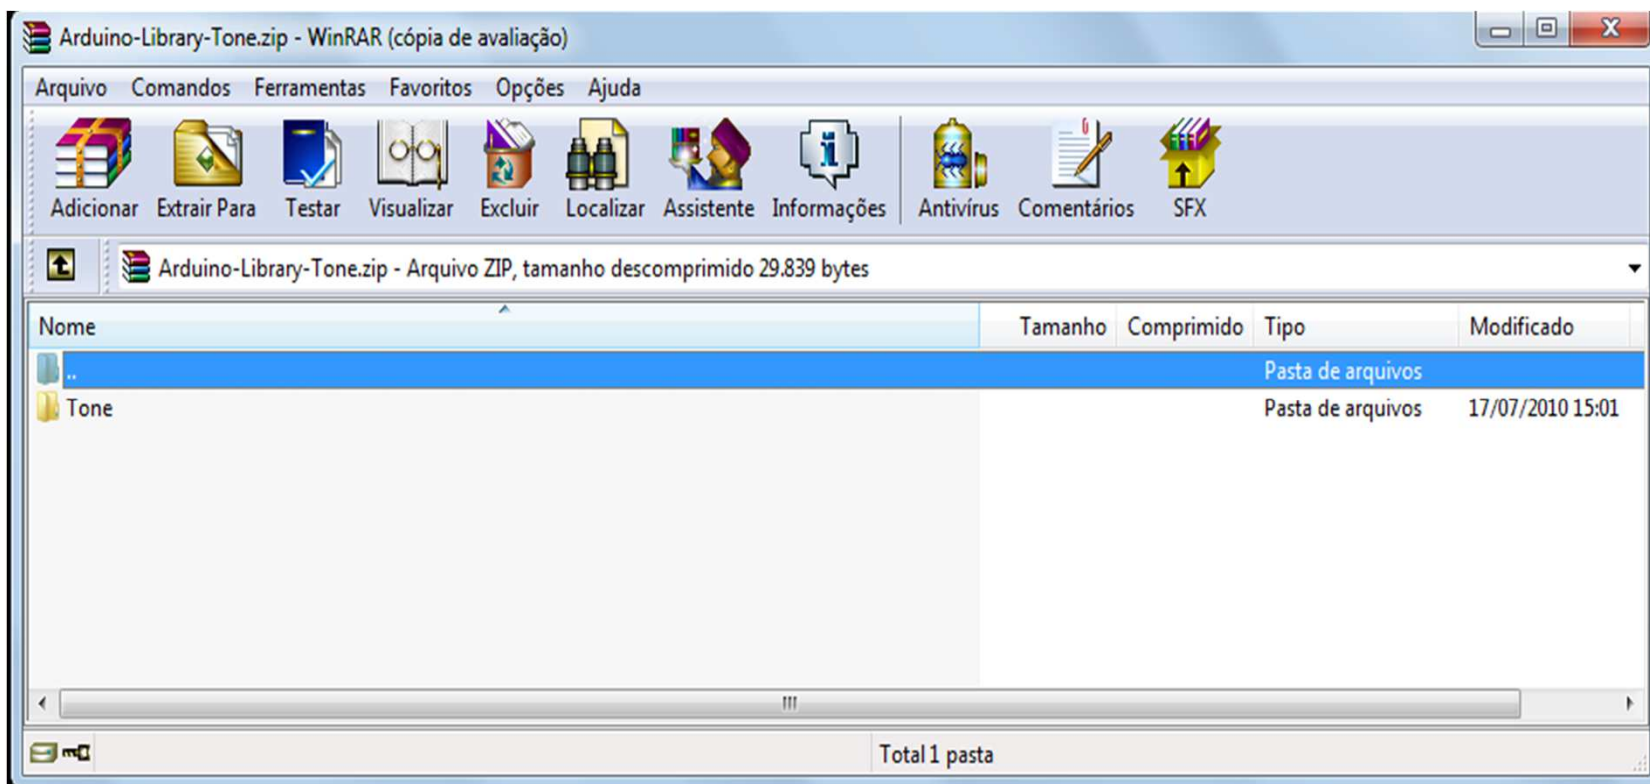 Arduino-Library-Tone.zip - WinRAR (cópia de avaliação)
Arquivo Comandos Ferramentas Favoritos Opções Ajuda
Adicionar Extrair Para Testar Visualizar Excluir Localizar Assistente Informações Antivírus Comentários SFX
Arduino-Library-Tone.zip - Arquivo ZIP, tamanho descomprimido 29.839 bytes
Nome Tamanho Comprimido Tipo Modificado
.. Pasta de arquivos
Tone Pasta de arquivos 17/07/2010 15:01
Total 1 pasta